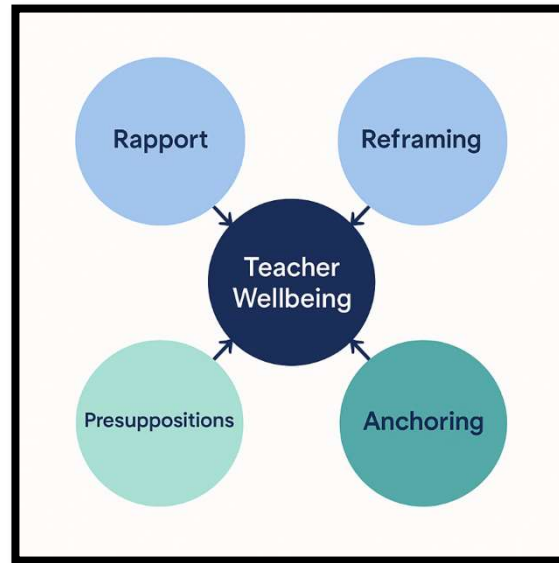 Rapport
Reframing
Teacher
Wellbeing
Presuppositions
Anchoring